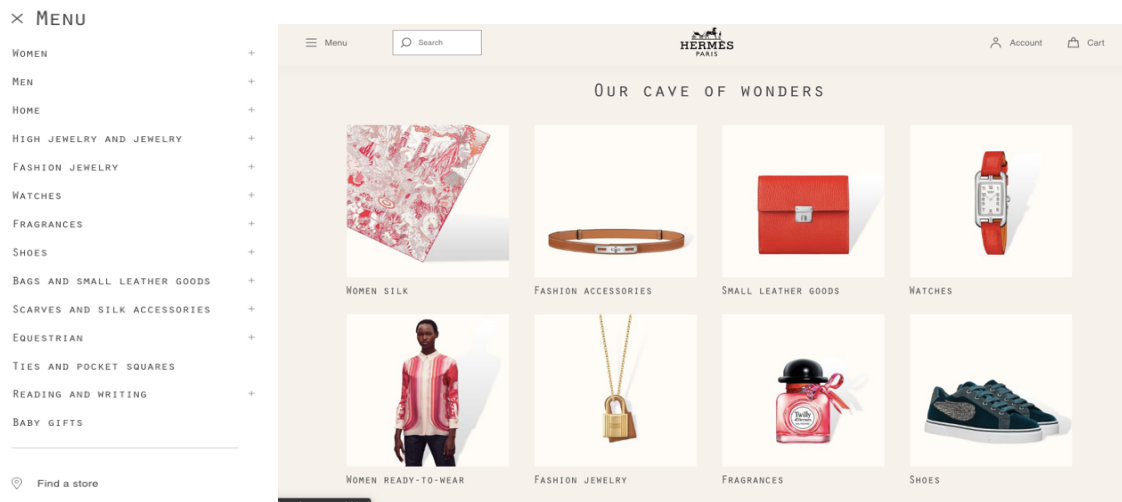 MENU
WOMEN
MEN
HOME
HIGH JEWELRY AND JEWELRY
FASHION JEWELRY
WATCHES
FRAGRANCES
SHOES
BAGS AND SMALL LEATHER GOODS
SCARVES AND SILK ACCESSORIES
EQUESTRIAN
TIES AND POCKET SQUARES
READING AND WRITING
BABY GIFTS
Find a store
Menu
Search
HERMÈS
PARIS
Account
Cart
OUR CAVE OF WONDERS
WOMEN SILK
FASHION ACCESSORIES
SMALL LEATHER GOODS
WATCHES
Twilly
WOMEN READY-TO-WEAR
FASHION JEWELRY
FRAGRANCES
SHOES